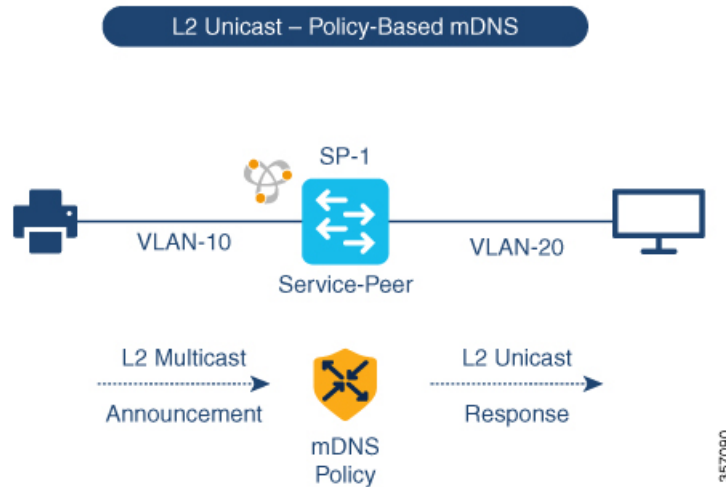 L2 Unicast – Policy-Based mDNS
SP-1
VLAN-10
VLAN-20
Service-Peer
L2 Multicast
Announcement
mDNS
Policy
L2 Unicast
Response
357090